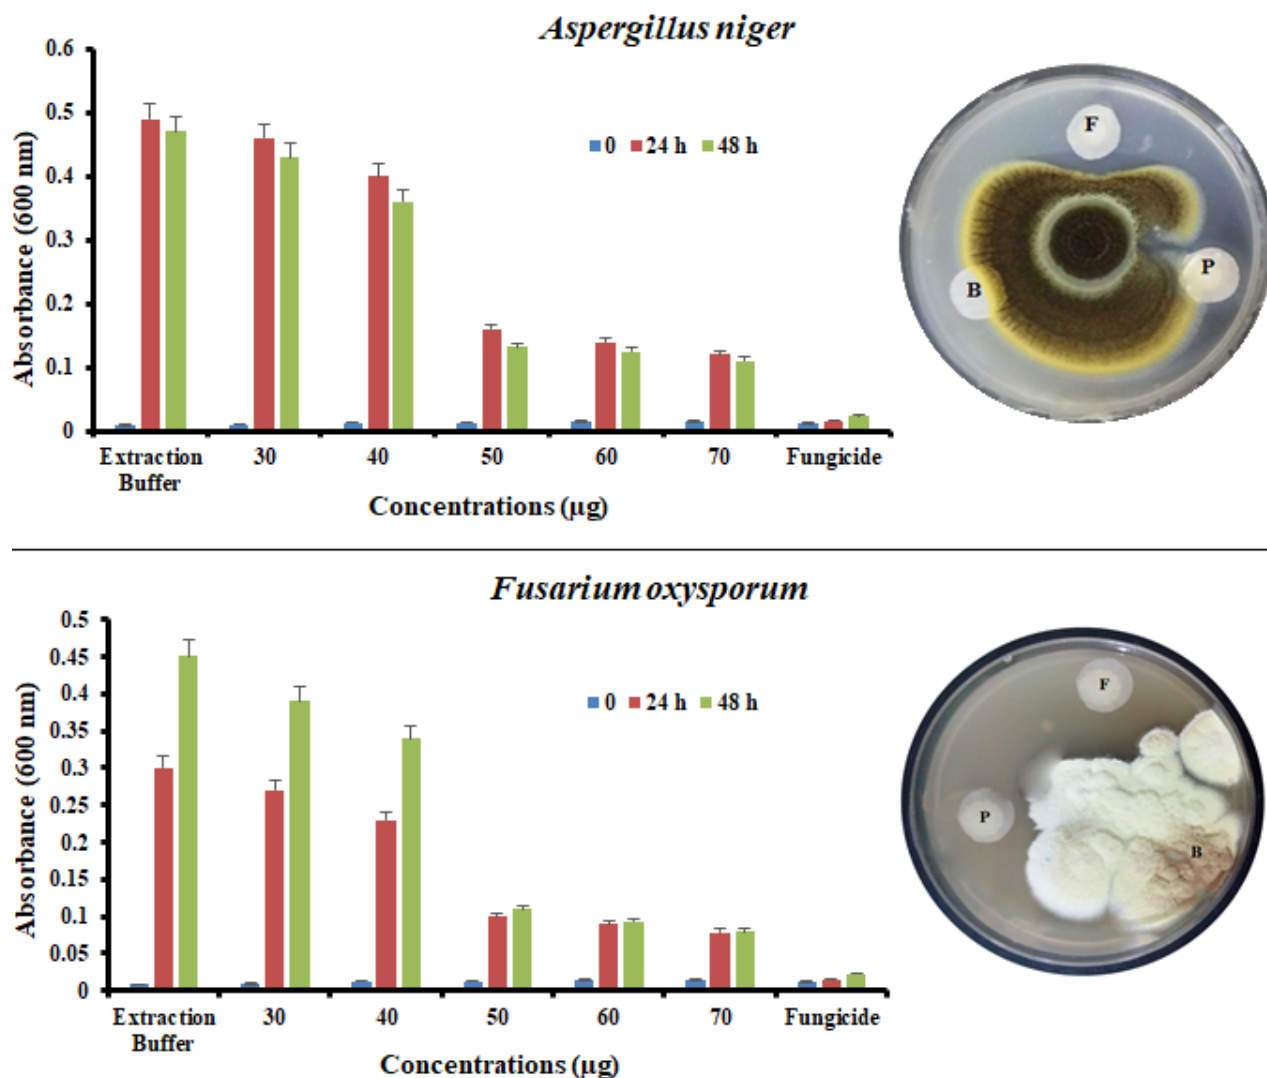 Aspergillus niger
0.6
0.5
0.4
0.3
0.2
0.1
0
Absorbance (600 nm)
0 24 h 48 h
Extraction Buffer 30 40 50 60 70 Fungicide
Concentrations (µg)
F
P
B
Fusarium oxysporum
0.5
0.45
0.4
0.35
0.3
0.25
0.2
0.15
0.1
0.05
0
Absorbance (600 nm)
0 24 h 48 h
Extraction Buffer 30 40 50 60 70 Fungicide
Concentrations (µg)
F
P
B